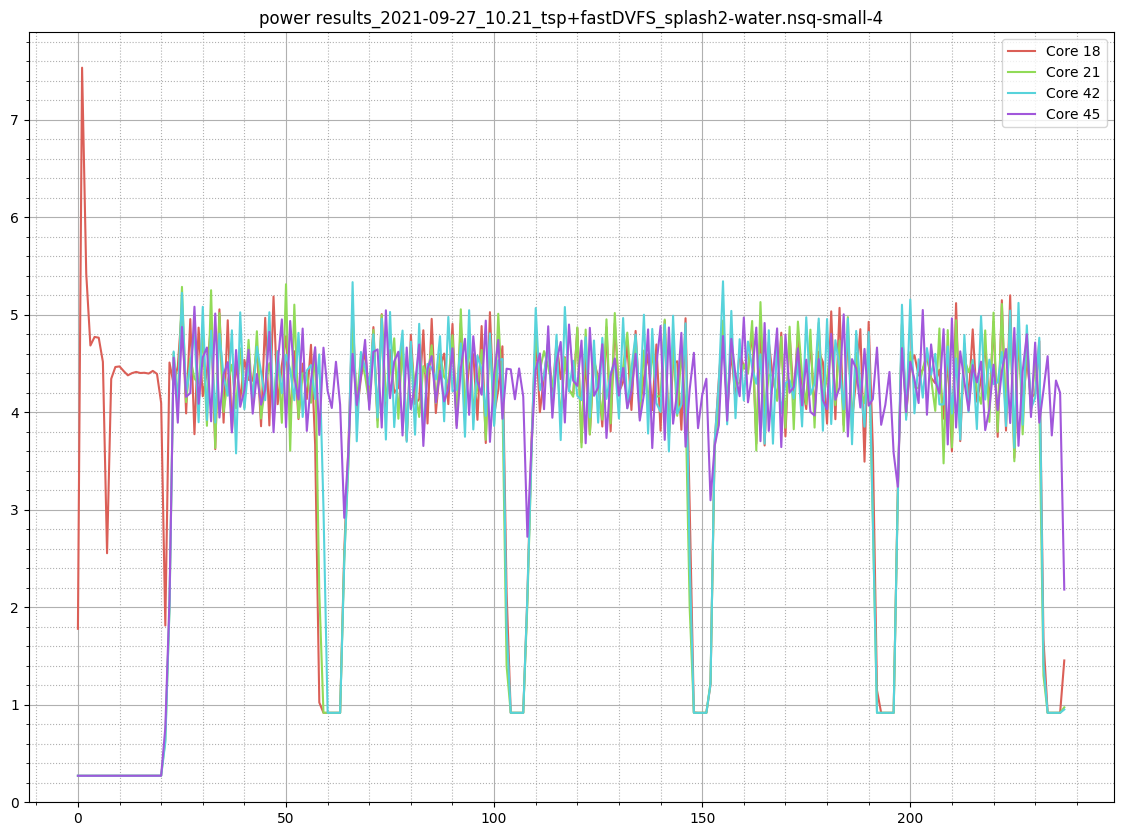 power results_2021-09-27_10.21_tsp+fastDVFS_splash2-water.nsq-small-4
Core 18
Core 21
Core 42
Core 45
7
6
5
4
3
2
1
0
0 50 100 150 200